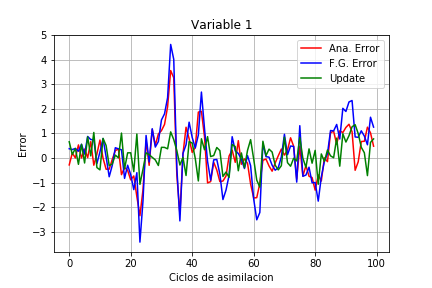 Variable 1
Ana. Error
F.G. Error
Update
Error
5
4
3
2
1
0
−1
−2
−3
0 20 40 60 80 100
Ciclos de asimilacion